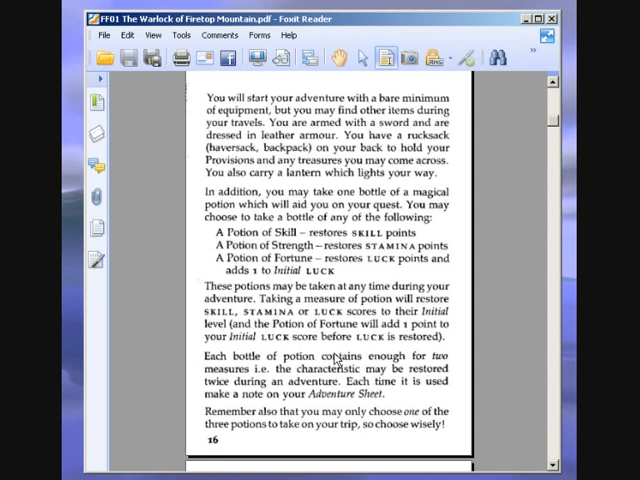 FF01 The Warlock of Firetop Mountain.pdf - Foxit Reader
File Edit View Tools Comments Forms Help
You will start your adventure with a bare minimum
of equipment, but you may find other items during
your travels. You are armed with a sword and are
dressed in leather armour. You have a rucksack
(haversack, backpack) on your back to hold your
Provisions and any treasures you may come across.
You also carry a lantern which lights your way.
In addition, you may take one bottle of a magical
potion which will aid you on your quest. You may
choose to take a bottle of any of the following:
A Potion of Skill – restores SKILL points
A Potion of Strength – restores STAMINA points
A Potion of Fortune – restores LUCK points and
adds 1 to Initial LUCK
These potions may be taken at any time during your
adventure. Taking a measure of potion will restore
SKILL, STAMINA or LUCK scores to their Initial
level (and the Potion of Fortune will add 1 point to
your Initial LUCK score before LUCK is restored).
Each bottle of potion contains enough for two
measures i.e. the characteristic may be restored
twice during an adventure. Each time it is used
make a note on your Adventure Sheet.
Remember also that you may only choose one of the
three potions to take on your trip, so choose wisely!
16